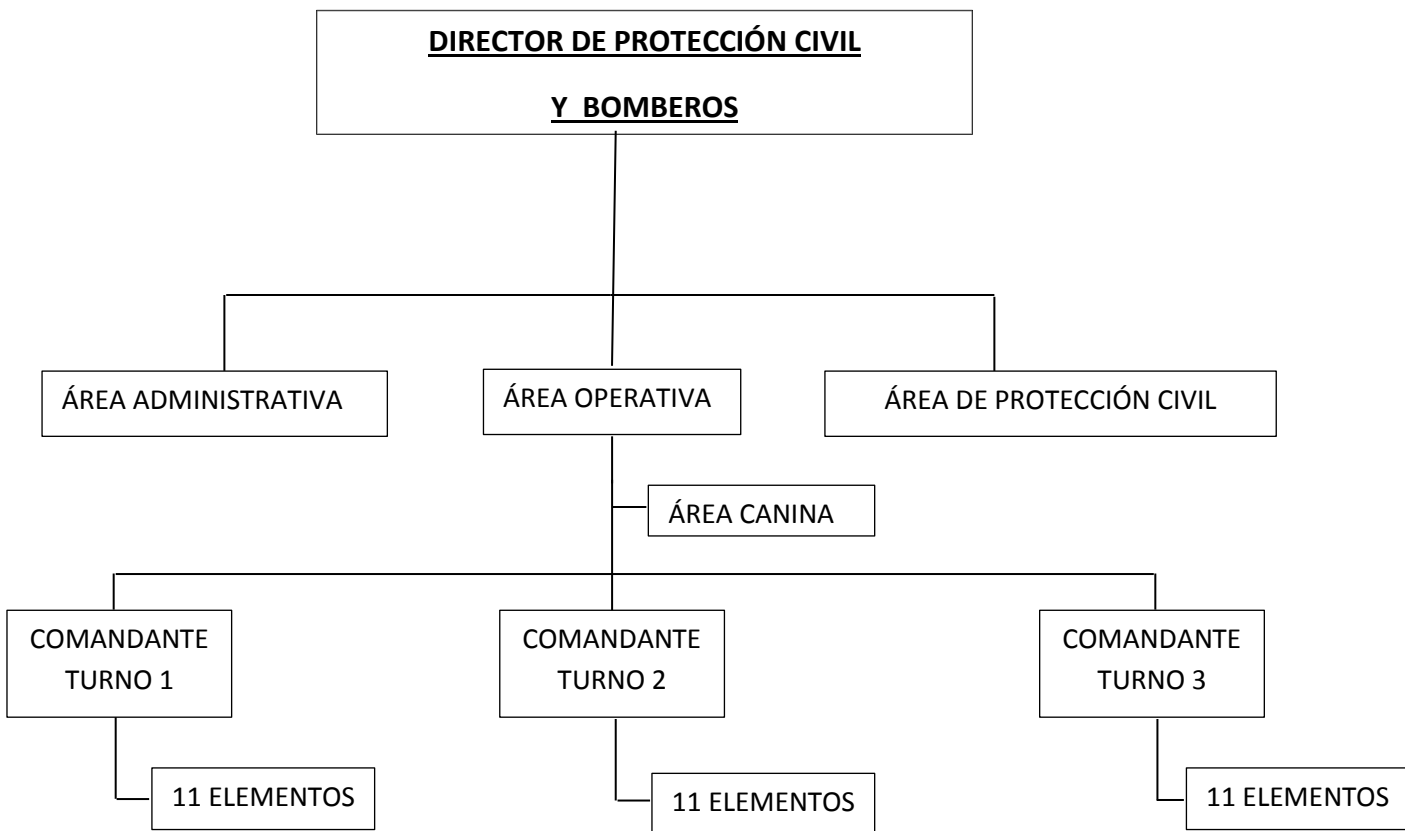 DIRECTOR DE PROTECCIÓN CIVIL
Y BOMBEROS
ÁREA ADMINISTRATIVA
ÁREA OPERATIVA
ÁREA DE PROTECCIÓN CIVIL
ÁREA CANINA
COMANDANTE
TURNO 1
COMANDANTE
TURNO 2
COMANDANTE
TURNO 3
11 ELEMENTOS
11 ELEMENTOS
11 ELEMENTOS